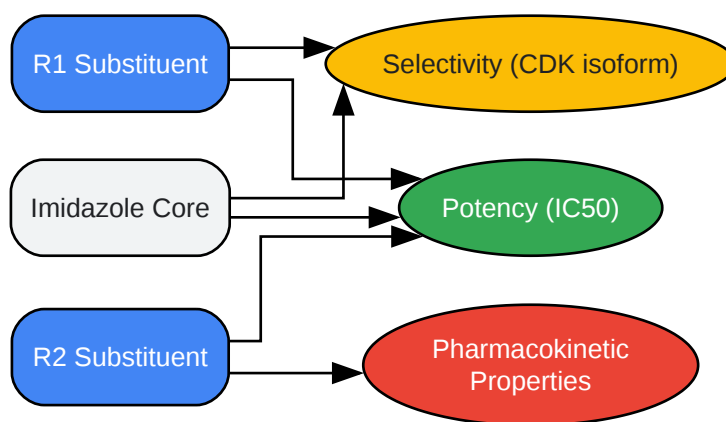 R1 Substituent
Selectivity (CDK isoform)
Imidazole Core
Potency (IC50)
R2 Substituent
Pharmacokinetic
Properties